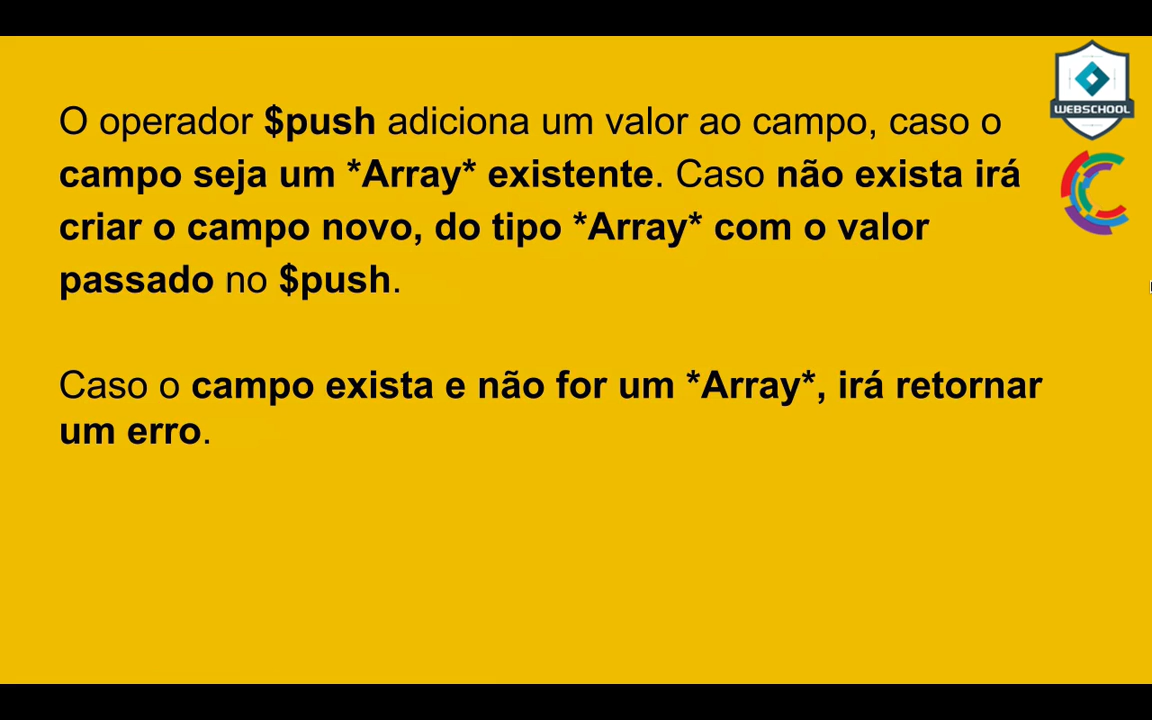 O operador $push adiciona um valor ao campo, caso o
campo seja um *Array* existente. Caso não exista irá
criar o campo novo, do tipo *Array* com o valor
passado no $push.
Caso o campo exista e não for um *Array*, irá retornar
um erro.
WEBSCHOOL